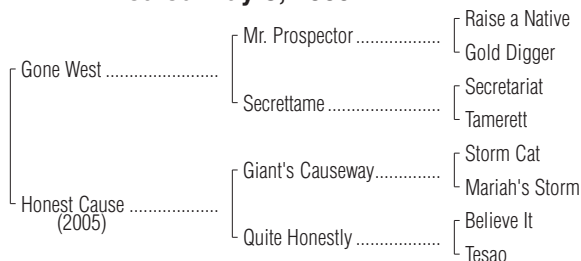 Mr. Prospector
Raise a Native
Gold Digger
Gone West
Secrettame
Secretariat
Tamerett
Giant's Causeway
Storm Cat
Mariah's Storm
Honest Cause
(2005)
Quite Honestly
Believe It
Tesao